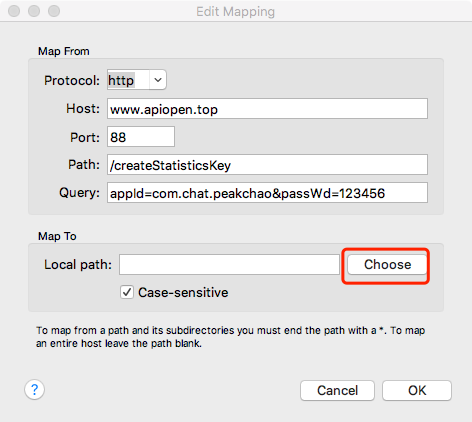 Edit Mapping
Map From
Protocol: http
Host: www.apiopen.top
Port: 88
Path: /createStatisticsKey
Query: appId=com.chat.peakchao&passWd=123456
Map To
Local path: Choose
Case-sensitive
To map from a path and its subdirectories you must end the path with a *. To map
an entire host leave the path blank.
? Cancel OK